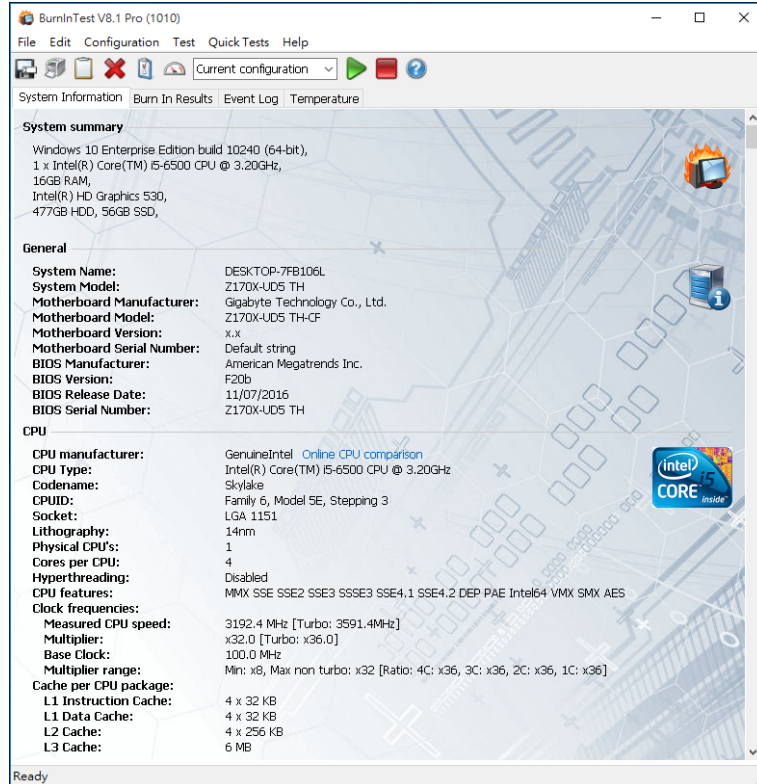 BurnInTest V8.1 Pro (1010)
File Edit Configuration Test Quick Tests Help
Current configuration
System Information Burn In Results Event Log Temperature
System summary
Windows 10 Enterprise Edition build 10240 (64-bit),
1 x Intel(R) Core(TM) i5-6500 CPU @ 3.20GHz,
16GB RAM,
Intel(R) HD Graphics 530,
477GB HDD, 56GB SSD,
General
System Name: DESKTOP-7FB106L
System Model: Z170X-UD5 TH
Motherboard Manufacturer: Gigabyte Technology Co., Ltd.
Motherboard Model: Z170X-UD5 TH-CF
Motherboard Version: x.x
Motherboard Serial Number: Default string
BIOS Manufacturer: American Megatrends Inc.
BIOS Version: F20b
BIOS Release Date: 11/07/2016
BIOS Serial Number: Z170X-UD5 TH
CPU
CPU manufacturer: GenuineIntel Online CPU comparison
CPU Type: Intel(R) Core(TM) i5-6500 CPU @ 3.20GHz
Codename: Skylake
CPUID: Family 6, Model 5E, Stepping 3
Socket: LGA 1151
Lithography: 14nm
Physical CPU's: 1
Cores per CPU: 4
Hyperthreading: Disabled
CPU features: MMX SSE SSE2 SSE3 SSSE3 SSE4.1 SSE4.2 DEP PAE Intel64 VMX SMX AES
Clock frequencies:
Measured CPU speed: 3192.4 MHz [Turbo: 3591.4MHz]
Multiplier: x32.0 [Turbo: x36.0]
Base Clock: 100.0 MHz
Multiplier range: Min: x8, Max non turbo: x32 [Ratio: 4C: x36, 3C: x36, 2C: x36, 1C: x36]
Cache per CPU package:
L1 Instruction Cache: 4 x 32 KB
L1 Data Cache: 4 x 32 KB
L2 Cache: 4 x 256 KB
L3 Cache: 6 MB
intel
i5
CORE inside
Ready